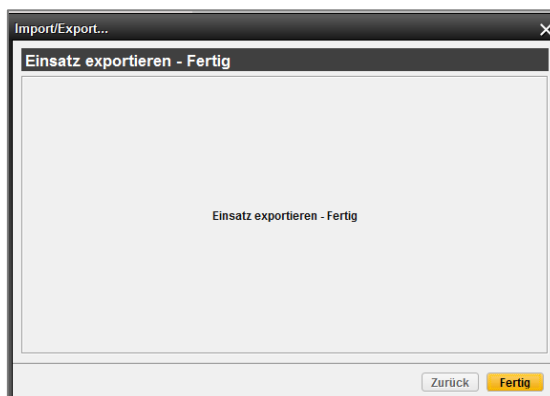 Import/Export...
Einsatz exportieren - Fertig
Einsatz exportieren - Fertig
Zurück
Fertig